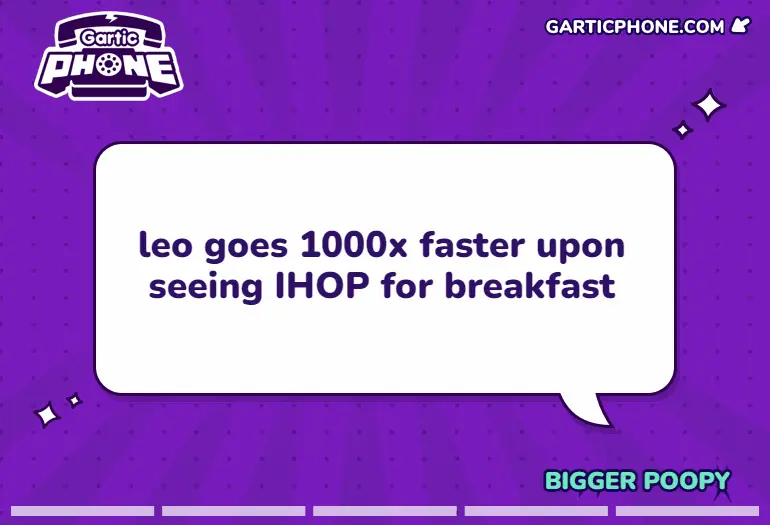 Gartic
PHONE
GARTICPHONE.COM
leo goes 1000x faster upon
seeing IHOP for breakfast
BIGGER POOPY